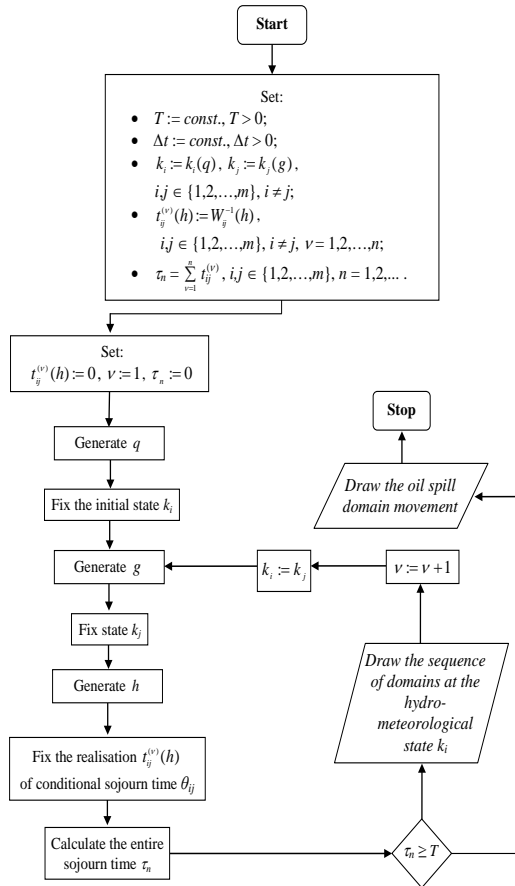 Start
Set:
• T := const., T > 0;
• Δt := const., Δt > 0;
• k_i := k_i(q), k_j := k_j(g),
i,j ∈ {1,2,…,m}, i ≠ j;
• t_ij^(ν)(h) := W_ij^-1(h),
i,j ∈ {1,2,…,m}, i ≠ j, ν = 1,2,…,n;
• τ_n = ∑_{ν=1}^{n} t_ij^(ν), i,j ∈ {1,2,…,m}, n = 1,2,... .
Set:
t_ij^(ν)(h) := 0, ν := 1, τ_n := 0
Generate q
Fix the initial state k_i
Generate g
Fix state k_j
Generate h
Fix the realisation t_ij^(ν)(h)
of conditional sojourn time θ_ij
Calculate the entire
sojourn time τ_n
τ_n ≥ T
Draw the sequence
of domains at the
hydro-
meteorological
state k_i
ν := ν + 1
k_i := k_j
Draw the oil spill
domain movement
Stop